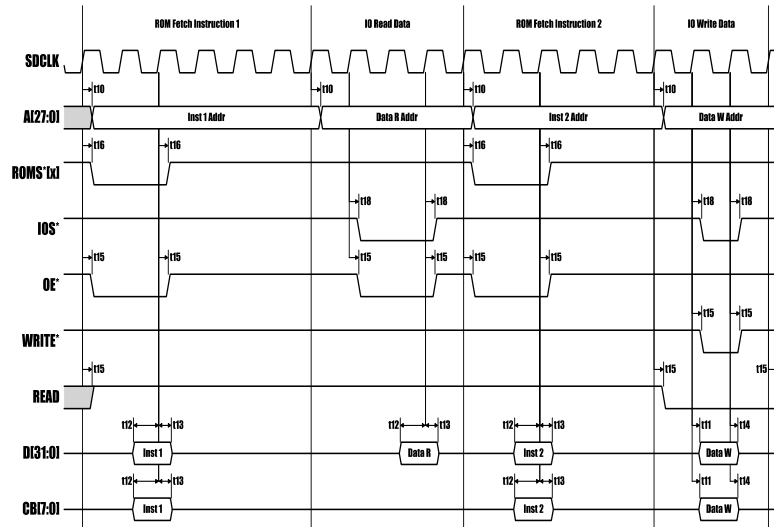 ROM Fetch Instruction 1 IO Read Data ROM Fetch Instruction 2 IO Write Data
SDCLK
t10 t10 t10 t10
A[27:0] Inst 1 Addr Data R Addr Inst 2 Addr Data W Addr
t16 t16 t16 t16
ROMS*[x]
t18 t18 t18 t18
IOS*
t15 t15 t15 t15 t15 t15
OE*
t15 t15
WRITE*
t15 t15 t15
READ
t12 t13 t12 t13 t12 t13 t11 t14
D[31:0] Inst 1 Data R Inst 2 Data W
t12 t13 t12 t13 t11 t14
CB[7:0] Inst 1 Inst 2 Data W